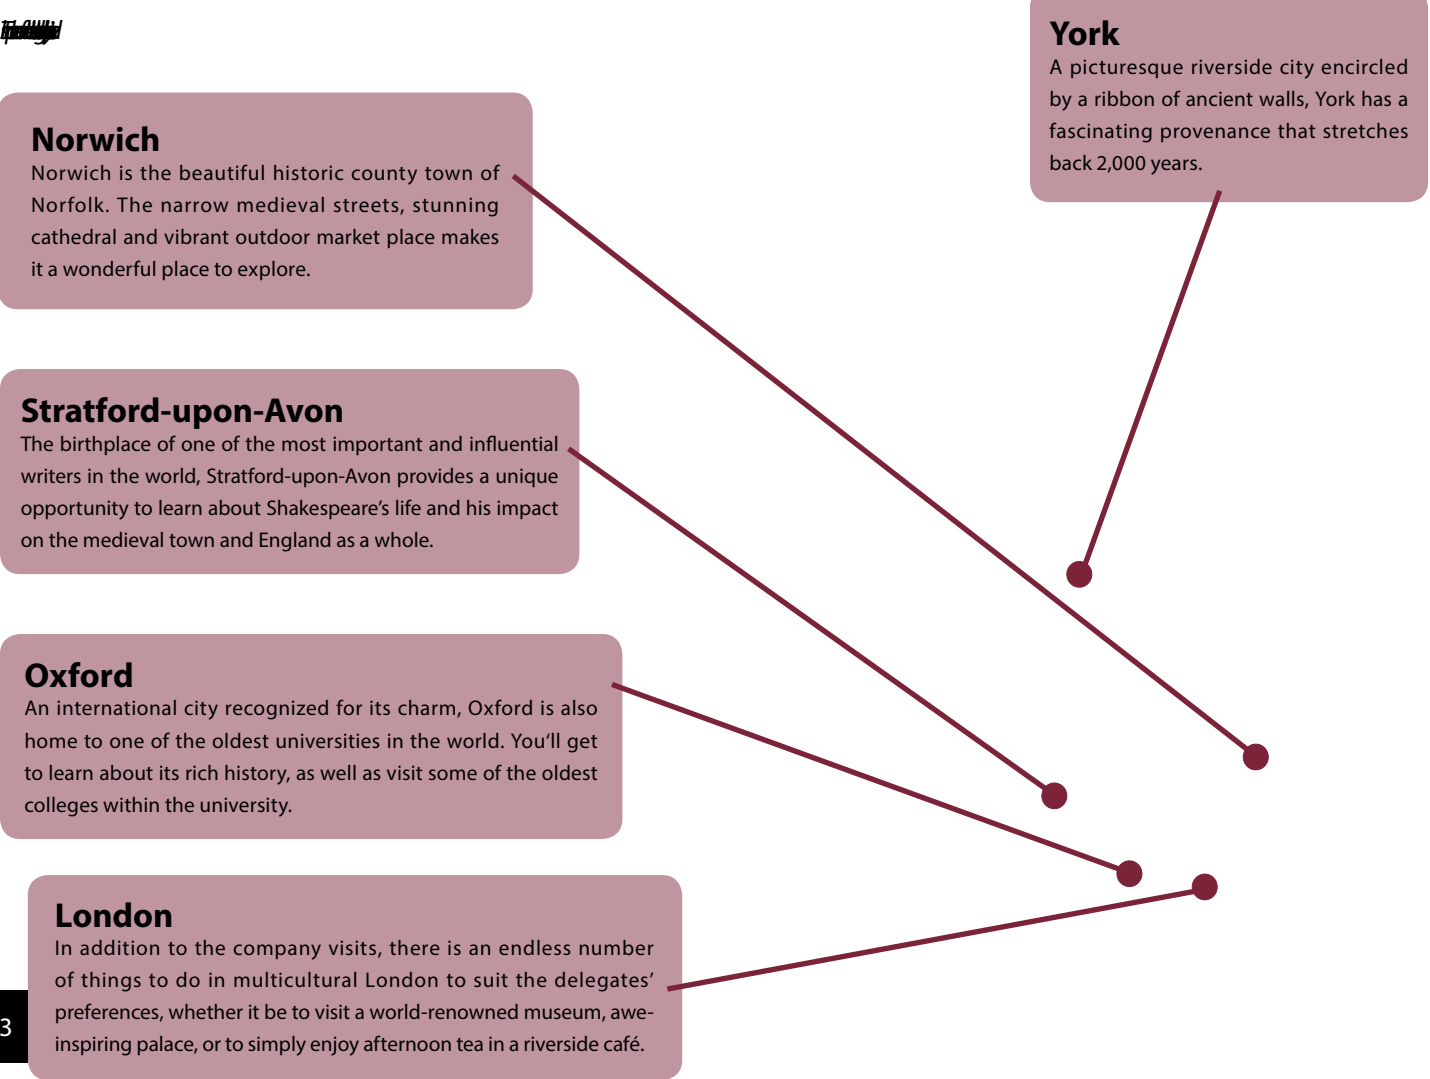 York
A picturesque riverside city encircled
by a ribbon of ancient walls, York has a
fascinating provenance that stretches
back 2,000 years.
Norwich
Norwich is the beautiful historic county town of
Norfolk. The narrow medieval streets, stunning
cathedral and vibrant outdoor market place makes
it a wonderful place to explore.
Stratford-upon-Avon
The birthplace of one of the most important and influential
writers in the world, Stratford-upon-Avon provides a unique
opportunity to learn about Shakespeare’s life and his impact
on the medieval town and England as a whole.
Oxford
An international city recognized for its charm, Oxford is also
home to one of the oldest universities in the world. You‘ll get
to learn about its rich history, as well as visit some of the oldest
colleges within the university.
London
In addition to the company visits, there is an endless number
of things to do in multicultural London to suit the delegates’
preferences, whether it be to visit a world-renowned museum, awe-
inspiring palace, or to simply enjoy afternoon tea in a riverside café.
3